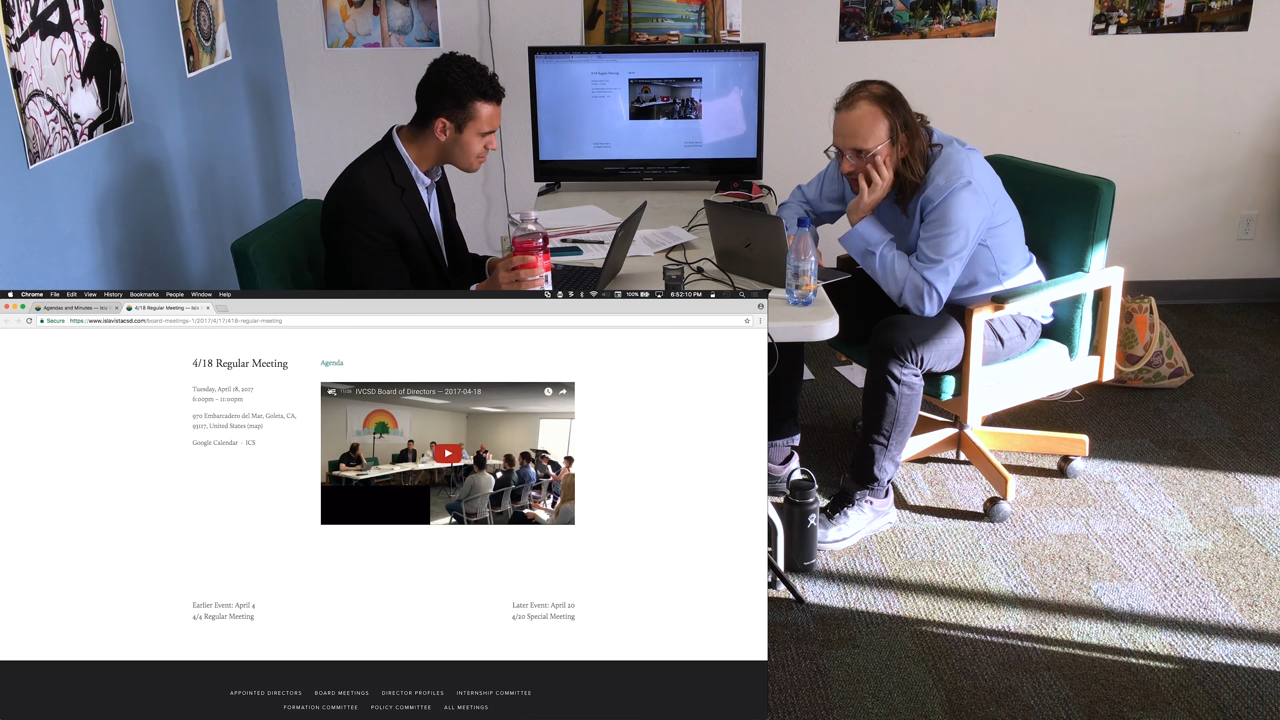 Chrome File Edit View History Bookmarks People Window Help 100% 6:52:10 PM
Agendas and Minutes — Isla 4/18 Regular Meeting — Isla
Secure https://www.islavistacsd.com/board-meetings-1/2017/4/17/418-regular-meeting
4/18 Regular Meeting
Agenda
Tuesday, April 18, 2017
6:00pm – 11:00pm
IVCSD Board of Directors — 2017-04-18
970 Embarcadero del Mar, Goleta, CA,
93117, United States (map)
Google Calendar · ICS
Earlier Event: April 4
4/4 Regular Meeting
Later Event: April 20
4/20 Special Meeting
APPOINTED DIRECTORS BOARD MEETINGS DIRECTOR PROFILES INTERNSHIP COMMITTEE
FORMATION COMMITTEE POLICY COMMITTEE ALL MEETINGS